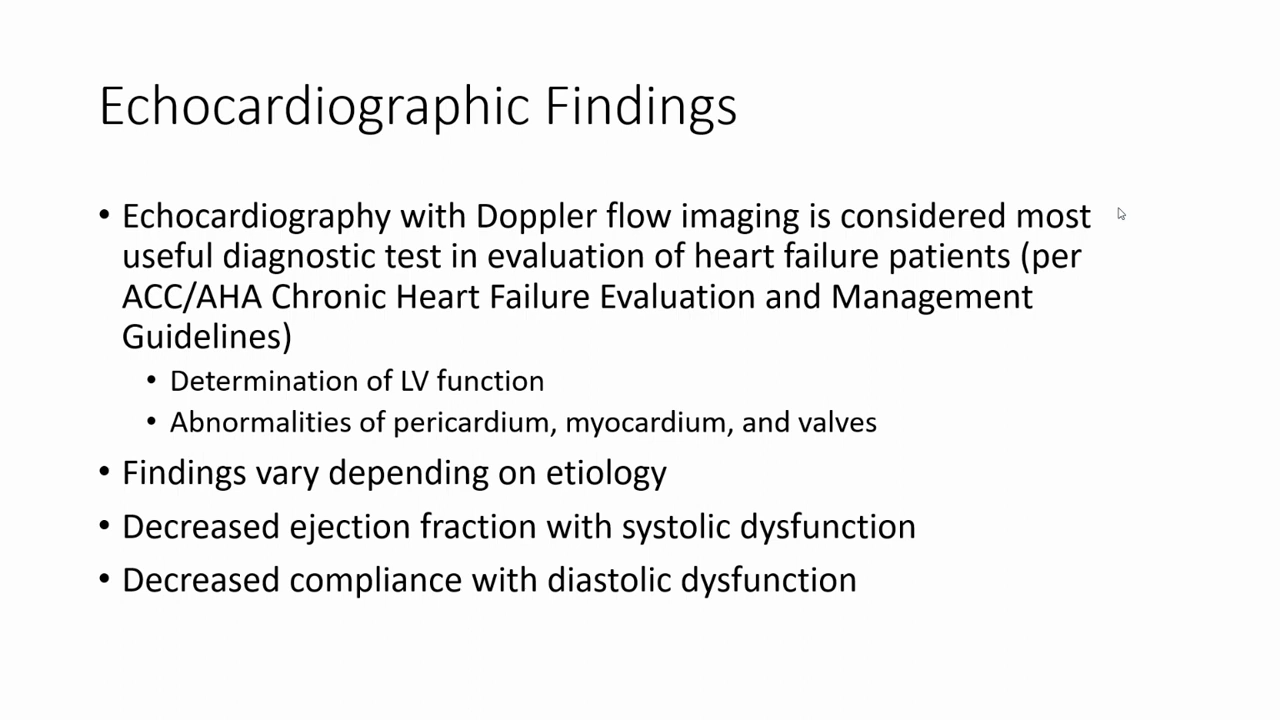 Echocardiographic Findings
• Echocardiography with Doppler flow imaging is considered most
useful diagnostic test in evaluation of heart failure patients (per
ACC/AHA Chronic Heart Failure Evaluation and Management
Guidelines)
• Determination of LV function
• Abnormalities of pericardium, myocardium, and valves
• Findings vary depending on etiology
• Decreased ejection fraction with systolic dysfunction
• Decreased compliance with diastolic dysfunction